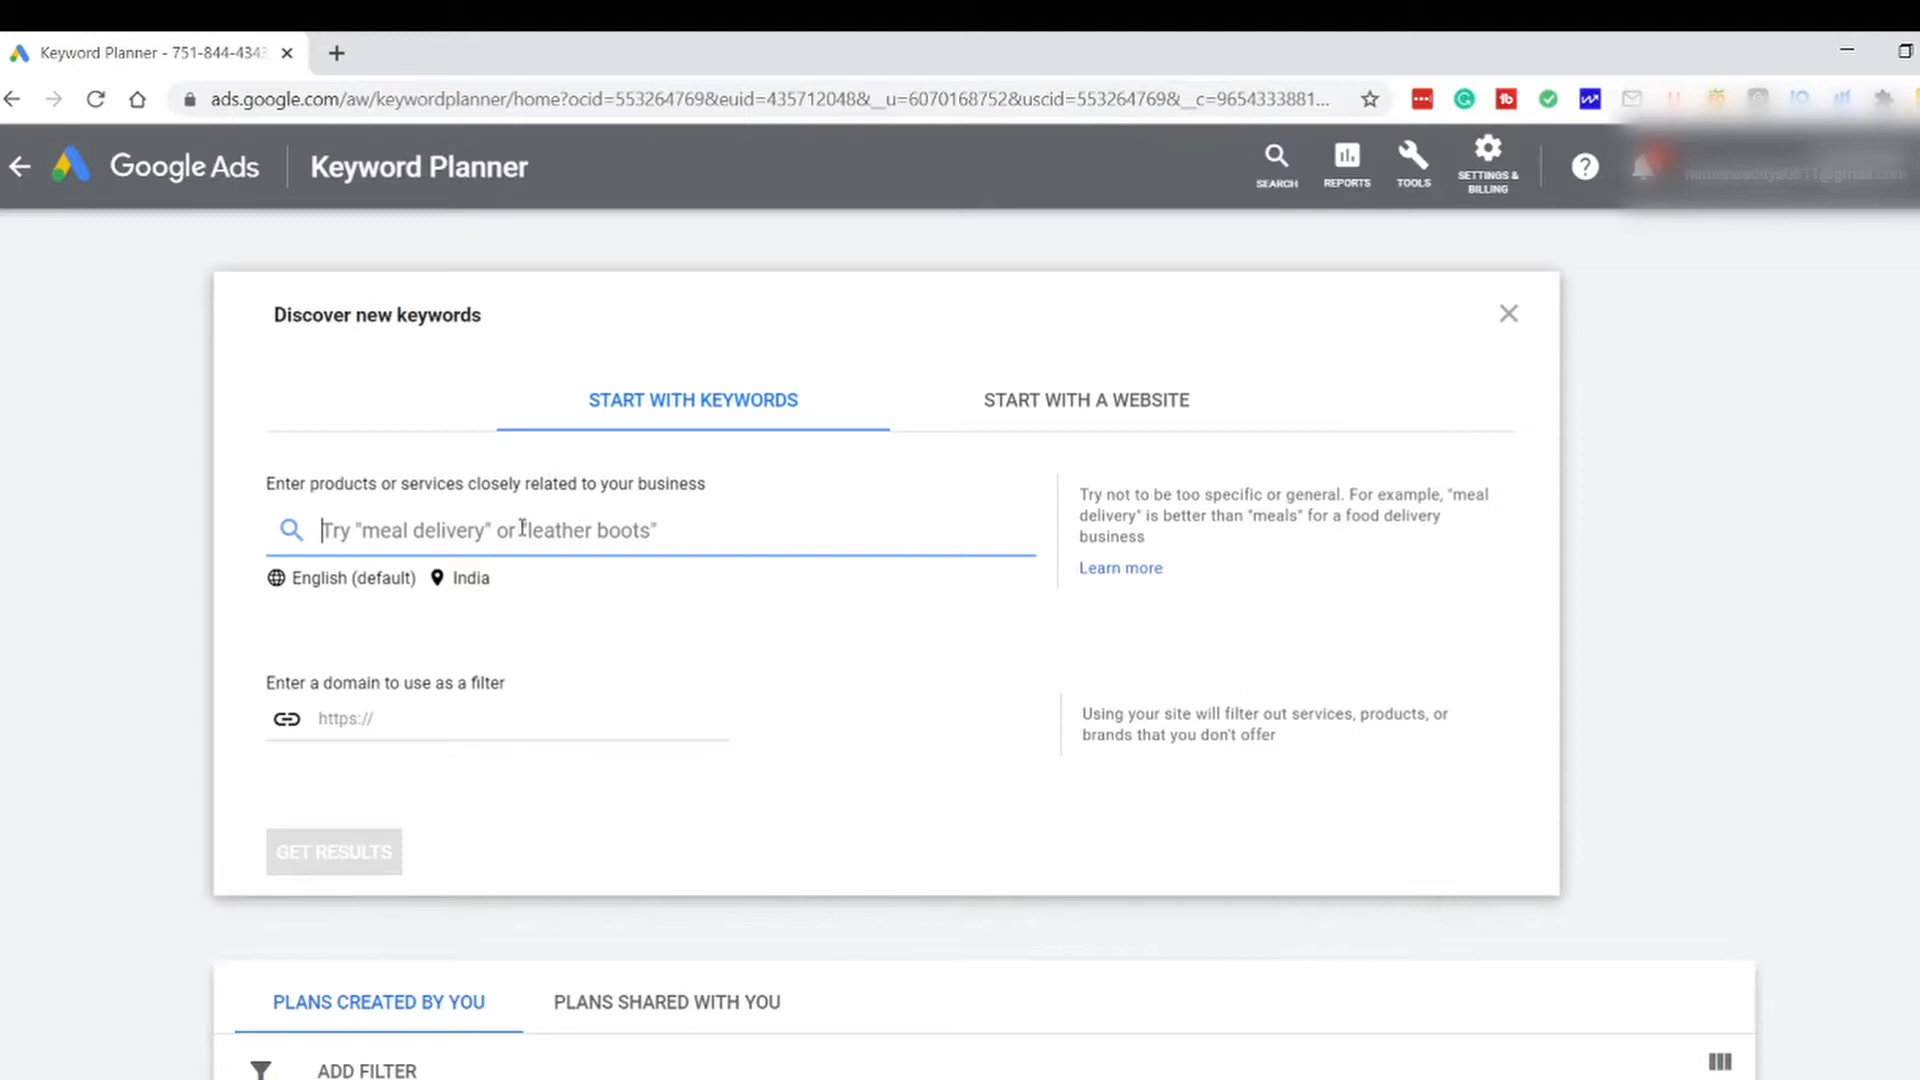 Keyword Planner - 751-844-4343
ads.google.com/aw/keywordplanner/home?ocid=553264769&euid=435712048&__u=6070168752&uscid=553264769&__c=9654333881...
Google Ads
Keyword Planner
SEARCH
REPORTS
TOOLS
SETTINGS &
BILLING
Discover new keywords
START WITH KEYWORDS
START WITH A WEBSITE
Enter products or services closely related to your business
Try "meal delivery" or "leather boots"
English (default)
India
Try not to be too specific or general. For example, "meal
delivery" is better than "meals" for a food delivery
business
Learn more
Enter a domain to use as a filter
https://
Using your site will filter out services, products, or
brands that you don't offer
GET RESULTS
PLANS CREATED BY YOU
PLANS SHARED WITH YOU
ADD FILTER